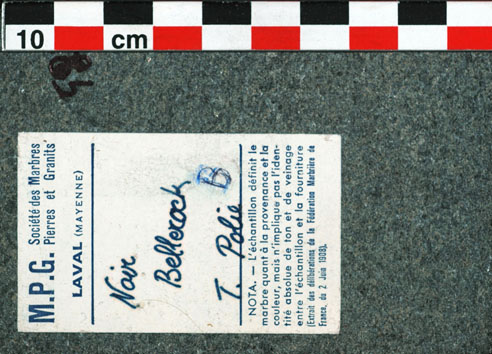 10 cm
M.P.G. Société des Marbres
Pierres et Granits'
LAVAL (MAYENNE)
Noir
Bellerock
B
T. Polie
NOTA. — L'échantillon définit le
marbre quant à la provenance et la
couleur, mais n'implique pas l'iden-
tité absolue de ton et de veinage
entre l'échantillon et la fourniture
(Extrait des délibérations de la Fédération Marbrière de
France, du 2 Juin 1908).